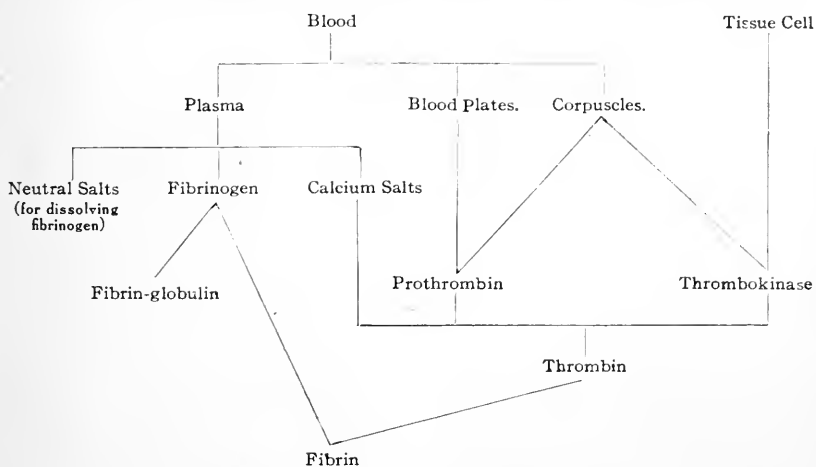 Blood
Tissue Cell
Plasma
Blood Plates.
Corpuscles.
Neutral Salts
(for dissolving
fibrinogen)
Fibrinogen
Calcium Salts
Fibrin-globulin
Prothrombin
Thrombokinase
Thrombin
Fibrin